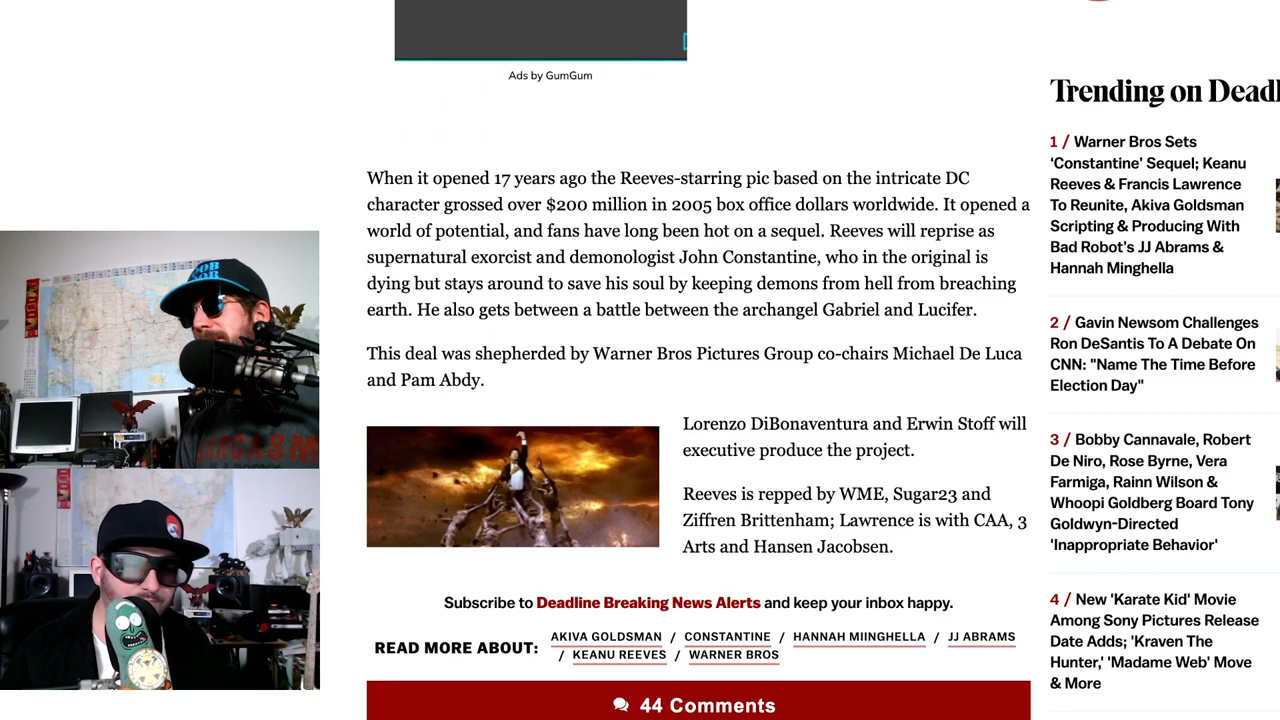 Ads by GumGum
When it opened 17 years ago the Reeves-starring pic based on the intricate DC
character grossed over $200 million in 2005 box office dollars worldwide. It opened a
world of potential, and fans have long been hot on a sequel. Reeves will reprise as
supernatural exorcist and demonologist John Constantine, who in the original is
dying but stays around to save his soul by keeping demons from hell from breaching
earth. He also gets between a battle between the archangel Gabriel and Lucifer.
This deal was shepherded by Warner Bros Pictures Group co-chairs Michael De Luca
and Pam Abdy.
Lorenzo DiBonaventura and Erwin Stoff will
executive produce the project.
Reeves is repped by WME, Sugar23 and
Ziffren Brittenham; Lawrence is with CAA, 3
Arts and Hansen Jacobsen.
Subscribe to Deadline Breaking News Alerts and keep your inbox happy.
READ MORE ABOUT: AKIVA GOLDSMAN / CONSTANTINE / HANNAH MIINGHELLA / JJ ABRAMS
/ KEANU REEVES / WARNER BROS
44 Comments
Trending on Deadl
1 / Warner Bros Sets
‘Constantine’ Sequel; Keanu
Reeves & Francis Lawrence
To Reunite, Akiva Goldsman
Scripting & Producing With
Bad Robot’s JJ Abrams &
Hannah Minghella
2 / Gavin Newsom Challenges
Ron DeSantis To A Debate On
CNN: "Name The Time Before
Election Day"
3 / Bobby Cannavale, Robert
De Niro, Rose Byrne, Vera
Farmiga, Rainn Wilson &
Whoopi Goldberg Board Tony
Goldwyn-Directed
'Inappropriate Behavior'
4 / New 'Karate Kid' Movie
Among Sony Pictures Release
Date Adds; 'Kraven The
Hunter,' 'Madame Web' Move
& More